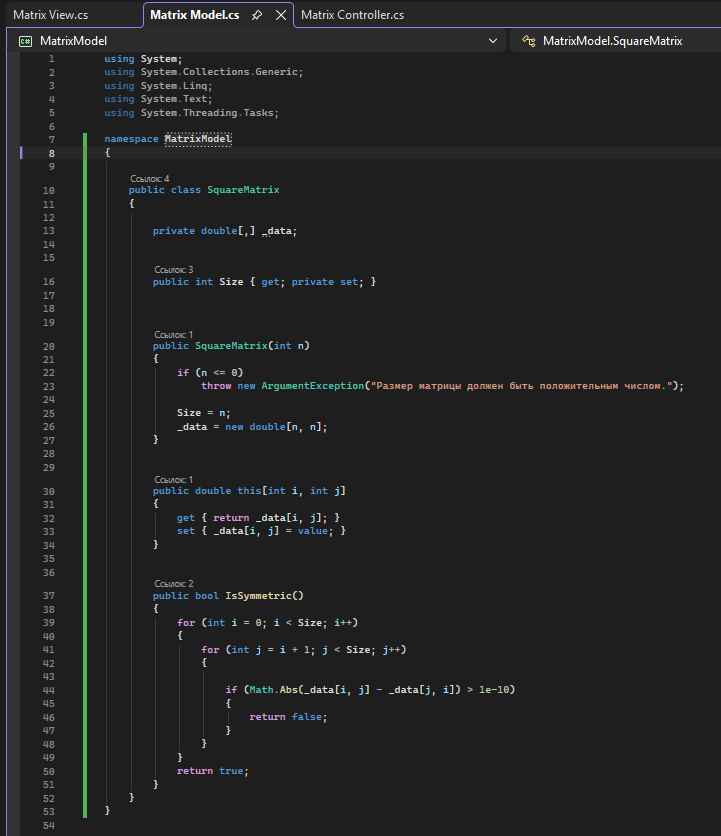 Matrix View.cs Matrix Model.cs Matrix Controller.cs
C# MatrixModel MatrixModel.SquareMatrix
1 using System;
2 using System.Collections.Generic;
3 using System.Linq;
4 using System.Text;
5 using System.Threading.Tasks;
6
7 namespace MatrixModel
8 {
9
Ссылок: 4
10 public class SquareMatrix
11 {
12
13 private double[,] _data;
14
15
Ссылок: 3
16 public int Size { get; private set; }
17
18
19
Ссылок: 1
20 public SquareMatrix(int n)
21 {
22 if (n <= 0)
23 throw new ArgumentException("Размер матрицы должен быть положительным числом.");
24
25 Size = n;
26 _data = new double[n, n];
27 }
28
29
Ссылок: 1
30 public double this[int i, int j]
31 {
32 get { return _data[i, j]; }
33 set { _data[i, j] = value; }
34 }
35
36
Ссылок: 2
37 public bool IsSymmetric()
38 {
39 for (int i = 0; i < Size; i++)
40 {
41 for (int j = i + 1; j < Size; j++)
42 {
43
44 if (Math.Abs(_data[i, j] - _data[j, i]) > 1e-10)
45 {
46 return false;
47 }
48 }
49 }
50 return true;
51 }
52 }
53 }
54